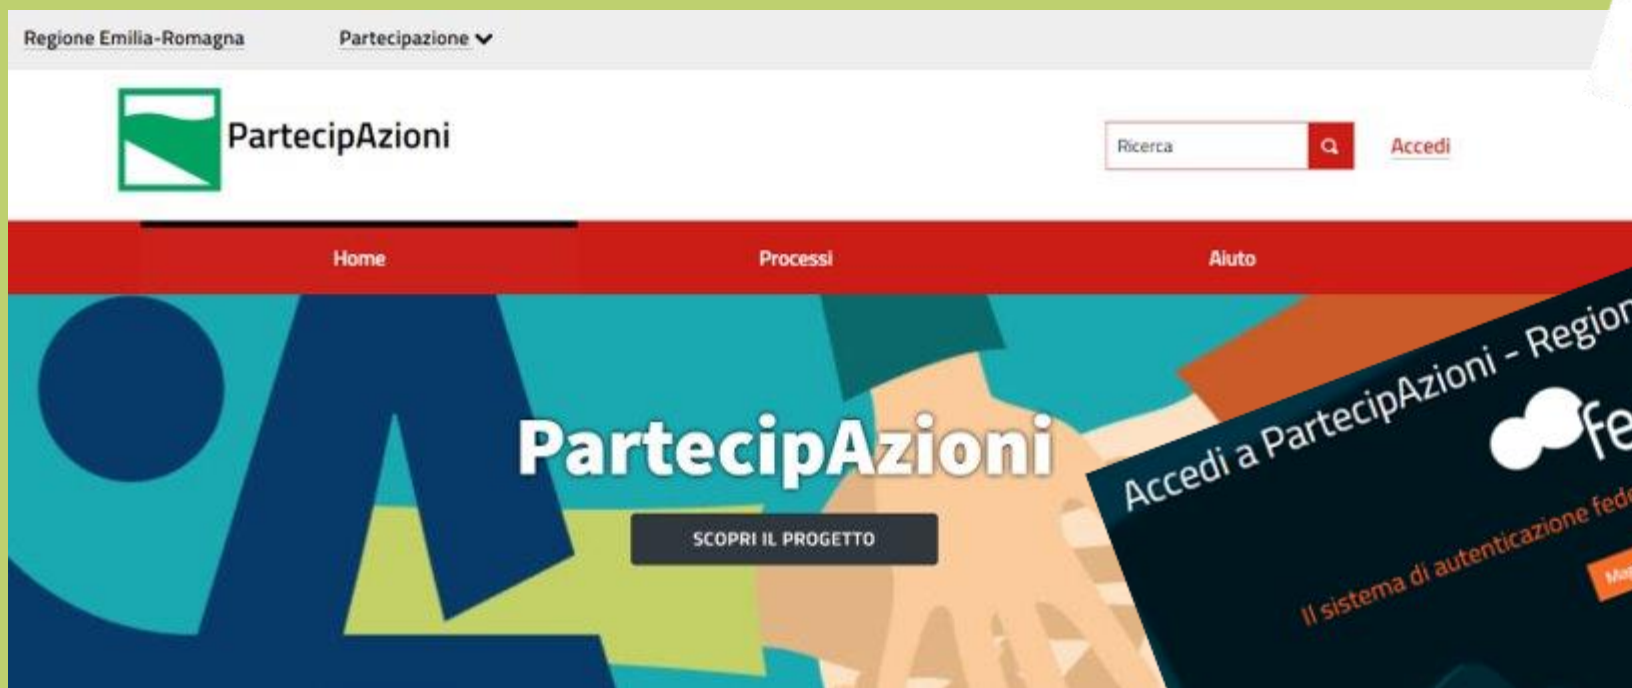 Regione Emilia-Romagna Partecipazione
PartecipAzioni
Ricerca
Accedi
Home Processi Aiuto
PartecipAzioni
SCOPRI IL PROGETTO
Accedi a PartecipAzioni - Region
fe
Il sistema di autenticazione fede